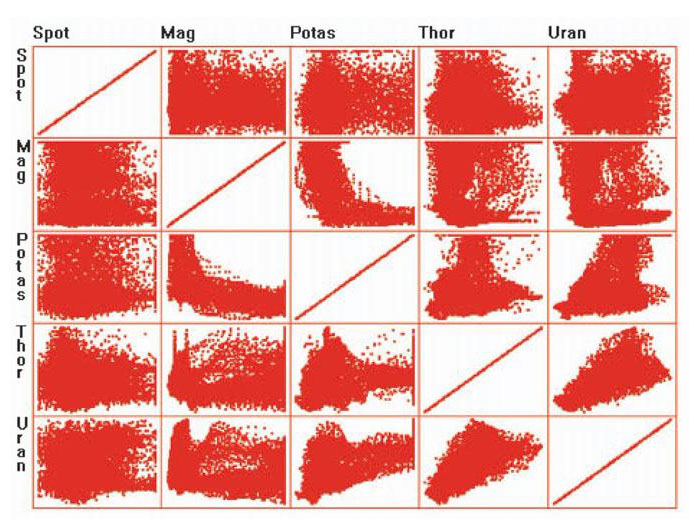 Spot Mag Potas Thor Uran
Spot
Mag
Potas
Thor
Uran